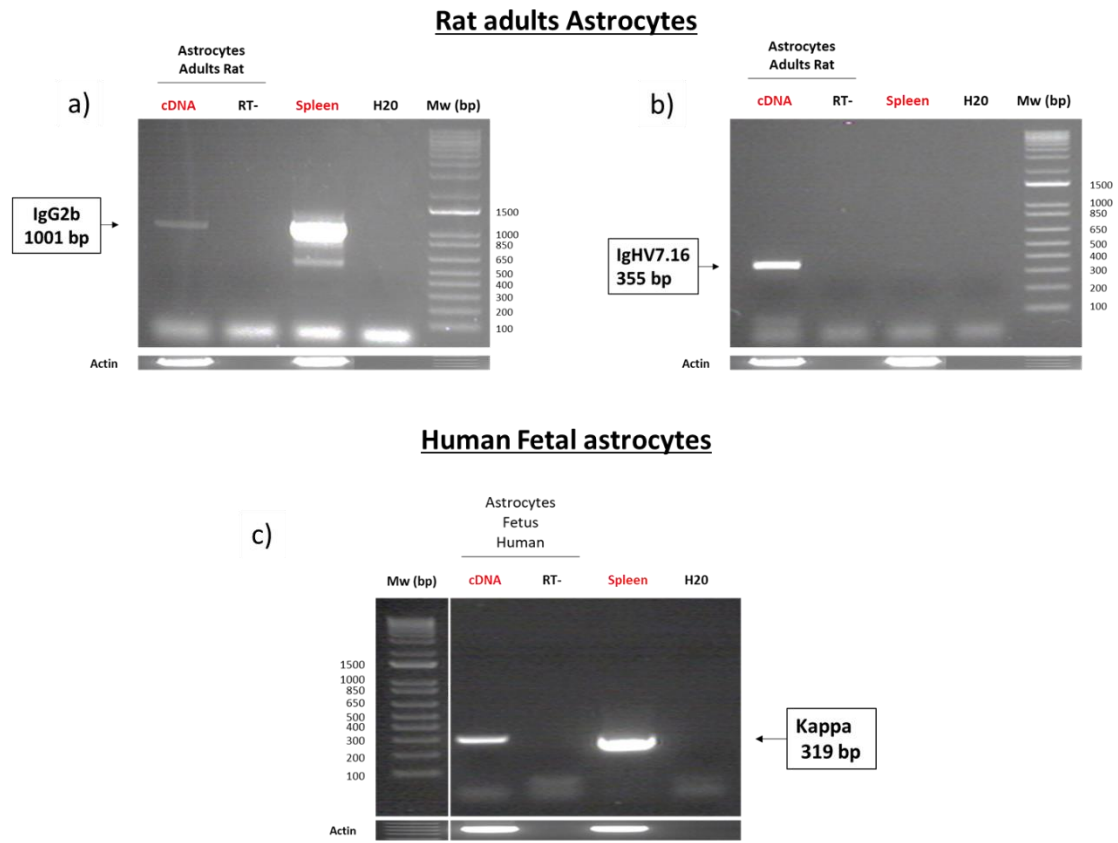 Rat adults Astrocytes
Astrocytes
Adults Rat
a)
cDNA RT- Spleen H20 Mw (bp)
IgG2b
1001 bp
1500
1000
850
650
500
400
300
200
100
Actin
Astrocytes
Adults Rat
b)
cDNA RT- Spleen H20 Mw (bp)
IgHV7.16
355 bp
1500
1000
850
650
500
400
300
200
100
Actin
Human Fetal astrocytes
Astrocytes
Fetus
Human
c)
Mw (bp) cDNA RT- Spleen H20
1500
1000
850
650
500
400
300
200
100
Kappa
319 bp
Actin